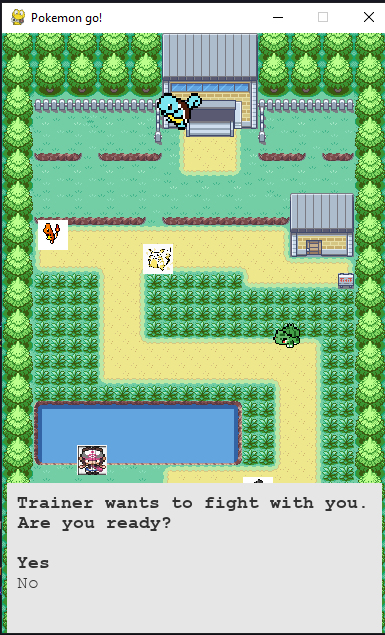 Pokemon go!
Trainer wants to fight with you.
Are you ready?
Yes
No